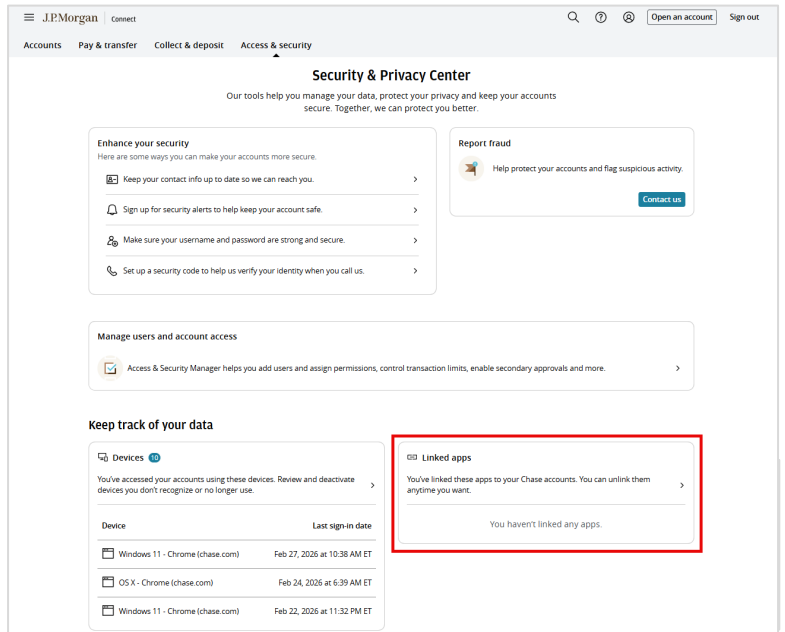 J.P.Morgan Connect
Open an account
Sign out
Accounts Pay & transfer Collect & deposit Access & security
Security & Privacy Center
Our tools help you manage your data, protect your privacy and keep your accounts
secure. Together, we can protect you better.
Enhance your security
Here are some ways you can make your accounts more secure.
Keep your contact info up to date so we can reach you.
Sign up for security alerts to help keep your account safe.
Make sure your username and password are strong and secure.
Set up a security code to help us verify your identity when you call us.
Report fraud
Help protect your accounts and flag suspicious activity.
Contact us
Manage users and account access
Access & Security Manager helps you add users and assign permissions, control transaction limits, enable secondary approvals and more.
Keep track of your data
Devices 10
You've accessed your accounts using these devices. Review and deactivate
devices you don't recognize or no longer use.
Device Last sign-in date
Windows 11 - Chrome (chase.com) Feb 27, 2026 at 10:38 AM ET
OS X - Chrome (chase.com) Feb 24, 2026 at 6:39 AM ET
Windows 11 - Chrome (chase.com) Feb 22, 2026 at 11:32 PM ET
Linked apps
You've linked these apps to your Chase accounts. You can unlink them
anytime you want.
You haven't linked any apps.